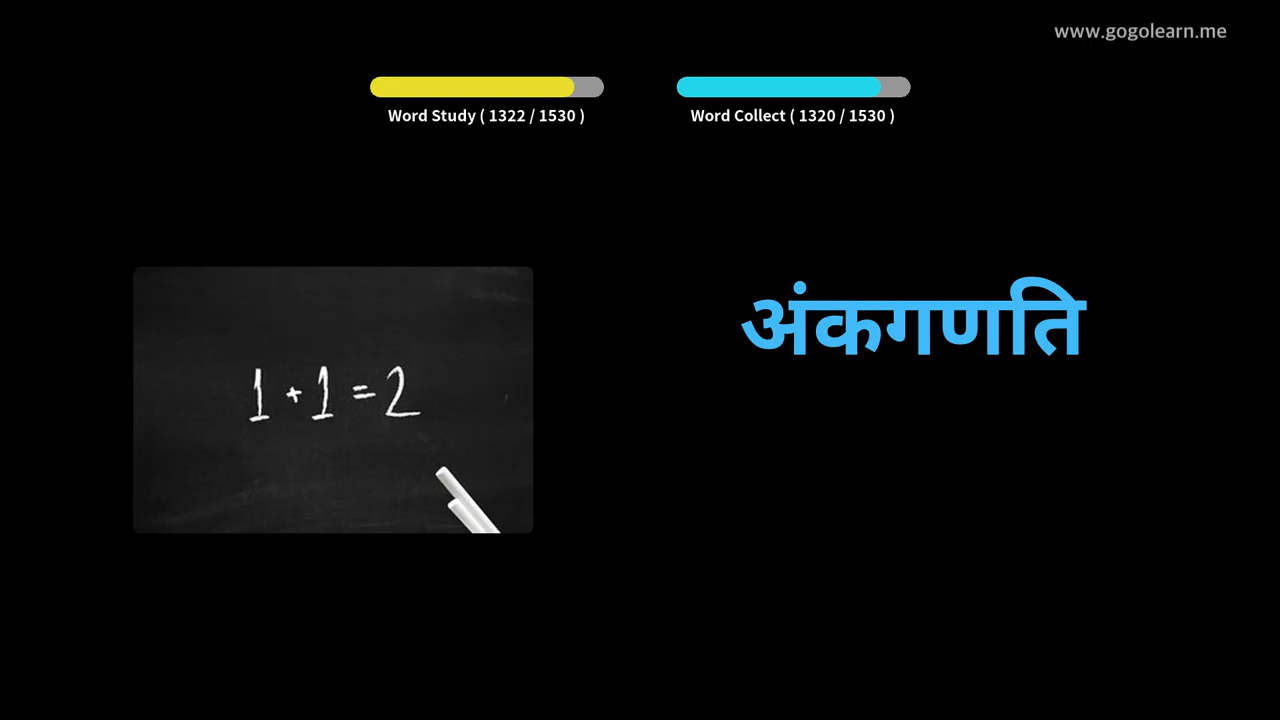 www.gogolearn.me
Word Study ( 1322 / 1530 )
Word Collect ( 1320 / 1530 )
अंकगणति
1 + 1 = 2